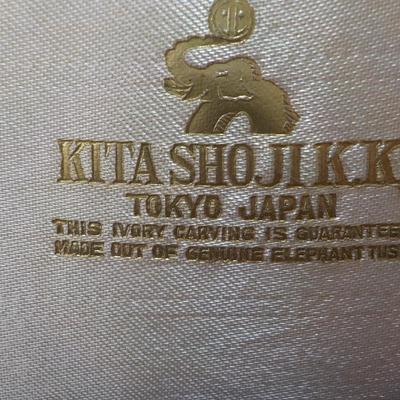 KITA SHOJI K.K
TOKYO JAPAN
THIS IVORY CARVING IS GUARANTEE
MADE OUT OF GENUINE ELEPHANT TUS